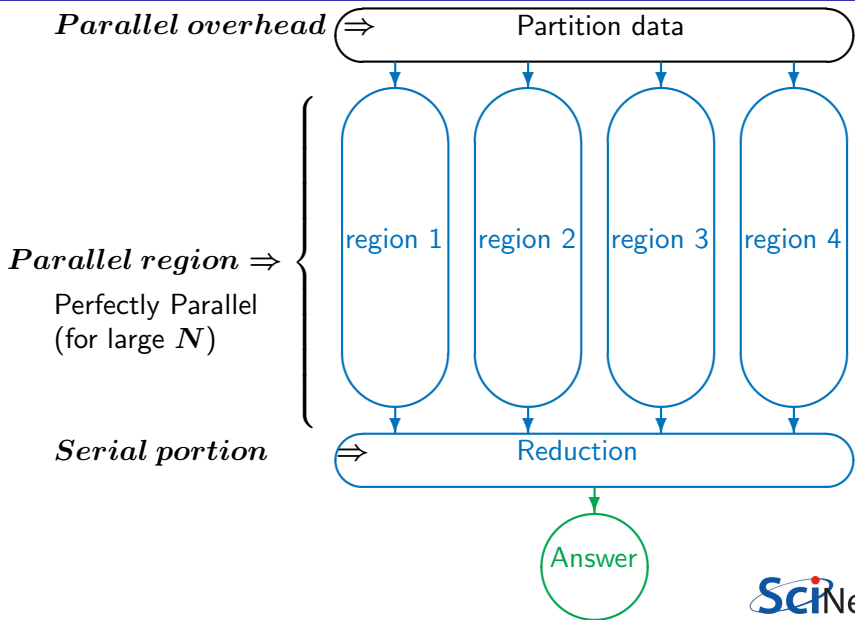 Parallel overhead ⇒ Partition data
region 1 region 2 region 3 region 4
Parallel region ⇒
Perfectly Parallel
(for large N)
Serial portion ⇒ Reduction
Answer
SciNe